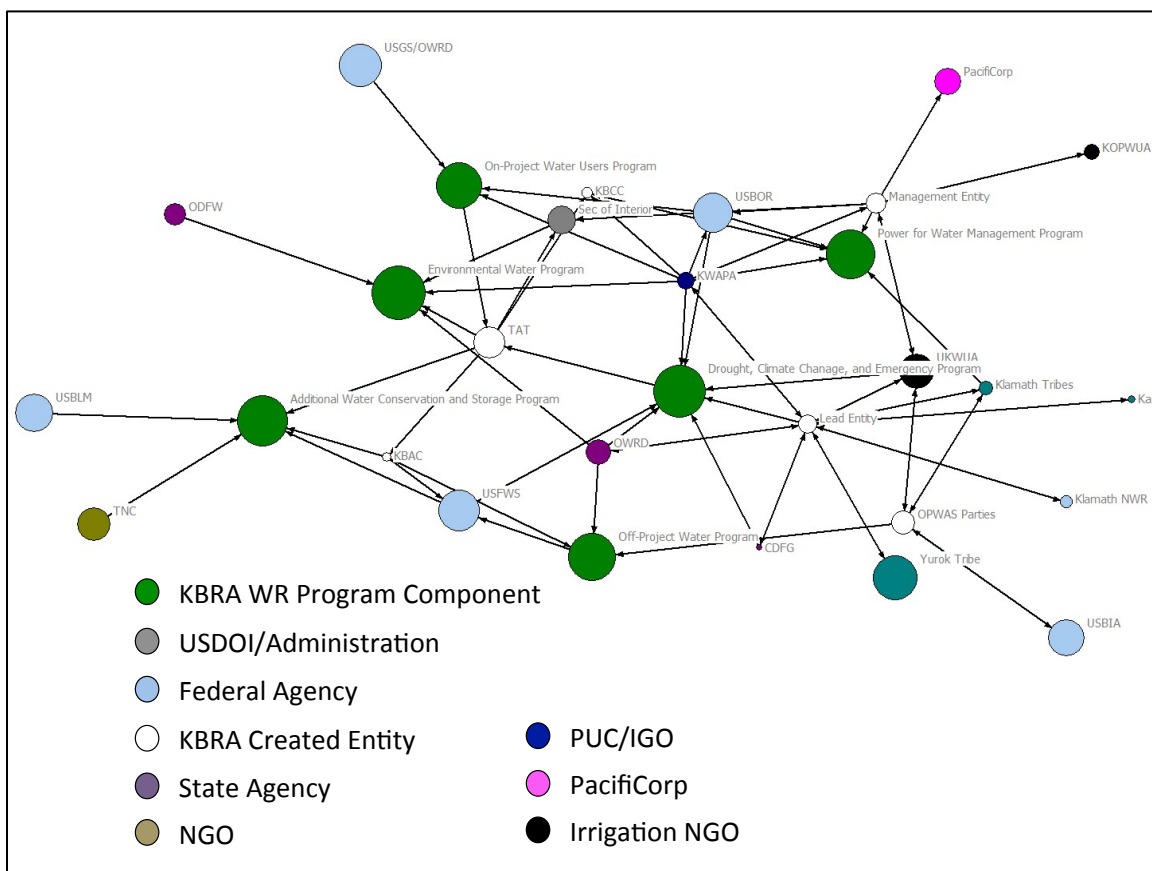 USGS/OWRD
PacifiCorp
KOPWUA
On-Project Water Users Program
KBCC
USBOR
Management Entity
ODFW
Sec of Interior
Power for Water Management Program
Environmental Water Program
KWAPA
TAT
UKWUA
Drought, Climate Chanage, and Emergency Program
Klamath Tribes
USBLM
Additional Water Conservation and Storage Program
Ka
Lead Entity
OWRD
KBAC
USFWS
Klamath NWR
OPWAS Parties
TNC
Off-Project Water Program
CDFG
Yurok Tribe
USBIA
KBRA WR Program Component
USDOI/Administration
Federal Agency
KBRA Created Entity
State Agency
NGO
PUC/IGO
PacifiCorp
Irrigation NGO